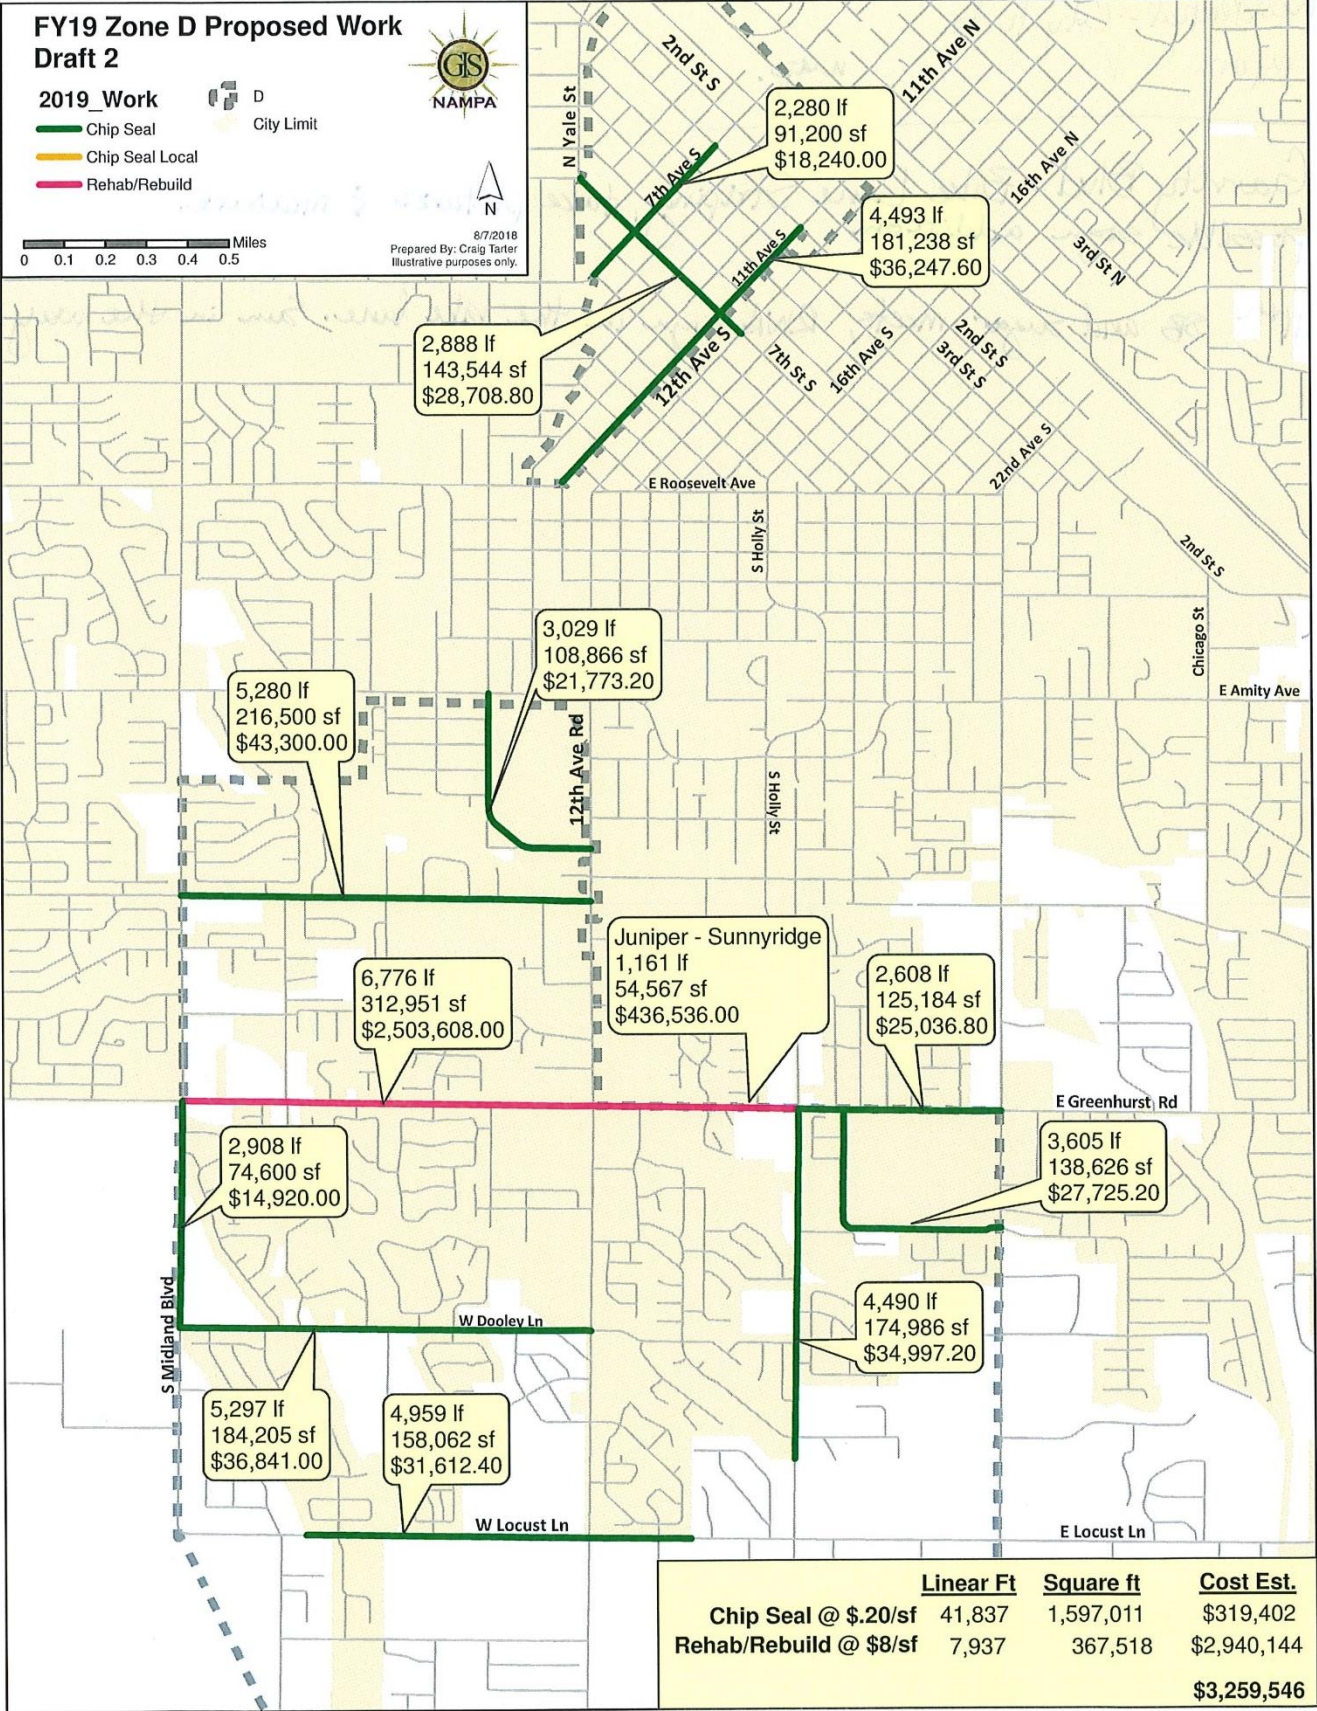 FY19 Zone D Proposed Work
Draft 2
2019_Work
Chip Seal
Chip Seal Local
Rehab/Rebuild
D
City Limit
GIS
NAMPA
N
0 0.1 0.2 0.3 0.4 0.5 Miles
8/7/2018
Prepared By: Craig Tarter
Illustrative purposes only.
N Yale St
2nd St S
11th Ave N
2,280 lf
91,200 sf
$18,240.00
7th Ave S
16th Ave N
4,493 lf
181,238 sf
$36,247.60
11th Ave S
3rd St N
2,888 lf
143,544 sf
$28,708.80
12th Ave S
7th St S
16th Ave S
2nd St S
3rd St S
22nd Ave S
E Roosevelt Ave
S Holly St
2nd St S
Chicago St
3,029 lf
108,866 sf
$21,773.20
E Amity Ave
5,280 lf
216,500 sf
$43,300.00
12th Ave Rd
S Holly St
Juniper - Sunnyridge
1,161 lf
54,567 sf
$436,536.00
6,776 lf
312,951 sf
$2,503,608.00
2,608 lf
125,184 sf
$25,036.80
E Greenhurst Rd
2,908 lf
74,600 sf
$14,920.00
3,605 lf
138,626 sf
$27,725.20
S Midland Blvd
W Dooley Ln
4,490 lf
174,986 sf
$34,997.20
5,297 lf
184,205 sf
$36,841.00
4,959 lf
158,062 sf
$31,612.40
W Locust Ln
E Locust Ln
Linear Ft Square ft Cost Est.
Chip Seal @ $.20/sf 41,837 1,597,011 $319,402
Rehab/Rebuild @ $8/sf 7,937 367,518 $2,940,144
$3,259,546